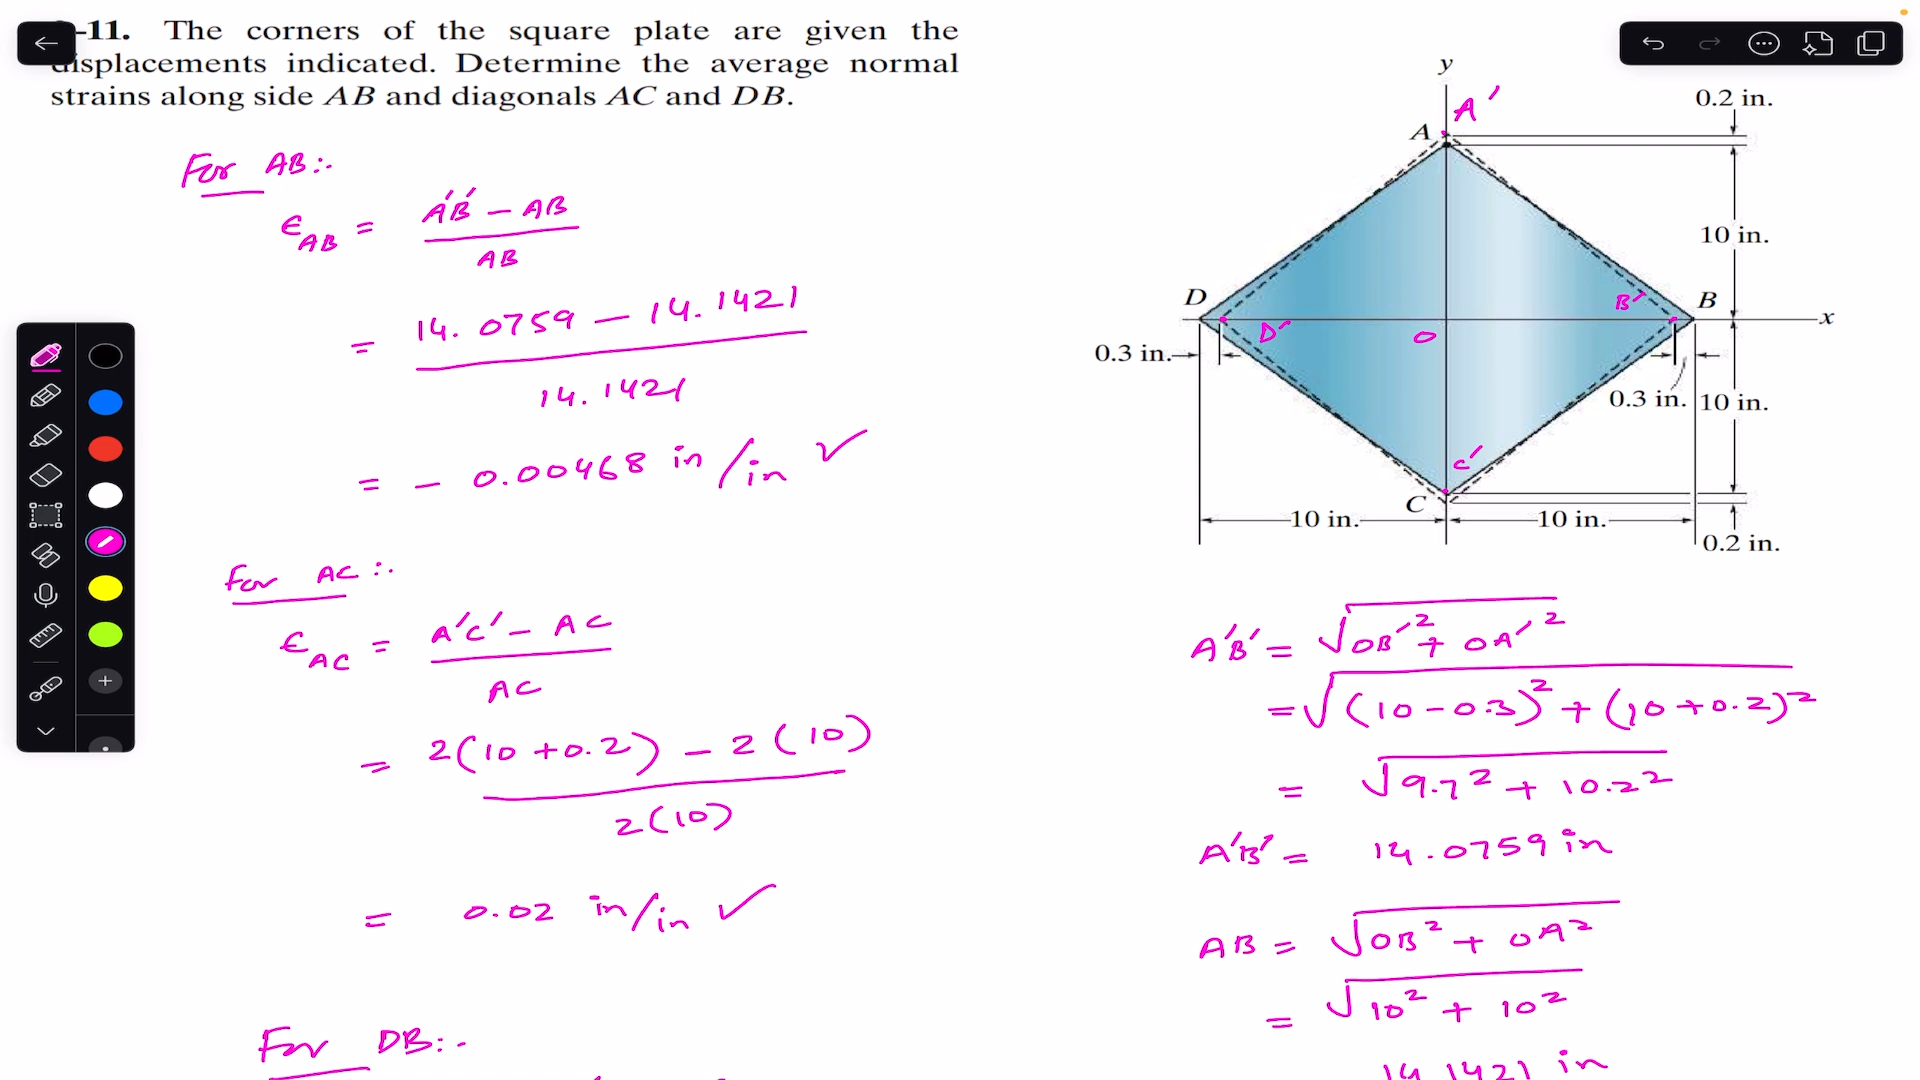 -11. The corners of the square plate are given the
displacements indicated. Determine the average normal
strains along side AB and diagonals AC and DB.
For AB:-
ϵ_AB = (A'B' - AB) / AB
= (14.0759 - 14.1421) / 14.1421
= - 0.00468 in/in ✓
For AC:-
ϵ_AC = (A'C' - AC) / AC
= (2(10+0.2) - 2(10)) / 2(10)
= 0.02 in/in ✓
For DB:-
y
A'
A
0.2 in.
10 in.
D
B'
B
D'
O
x
0.3 in.
0.3 in.
10 in.
C'
C
10 in.
10 in.
0.2 in.
A'B' = √(OB'² + OA'²)
= √((10-0.3)² + (10+0.2)²)
= √(9.7² + 10.2²)
A'B' = 14.0759 in
AB = √(OB² + OA²)
= √(10² + 10²)
14.1421 in